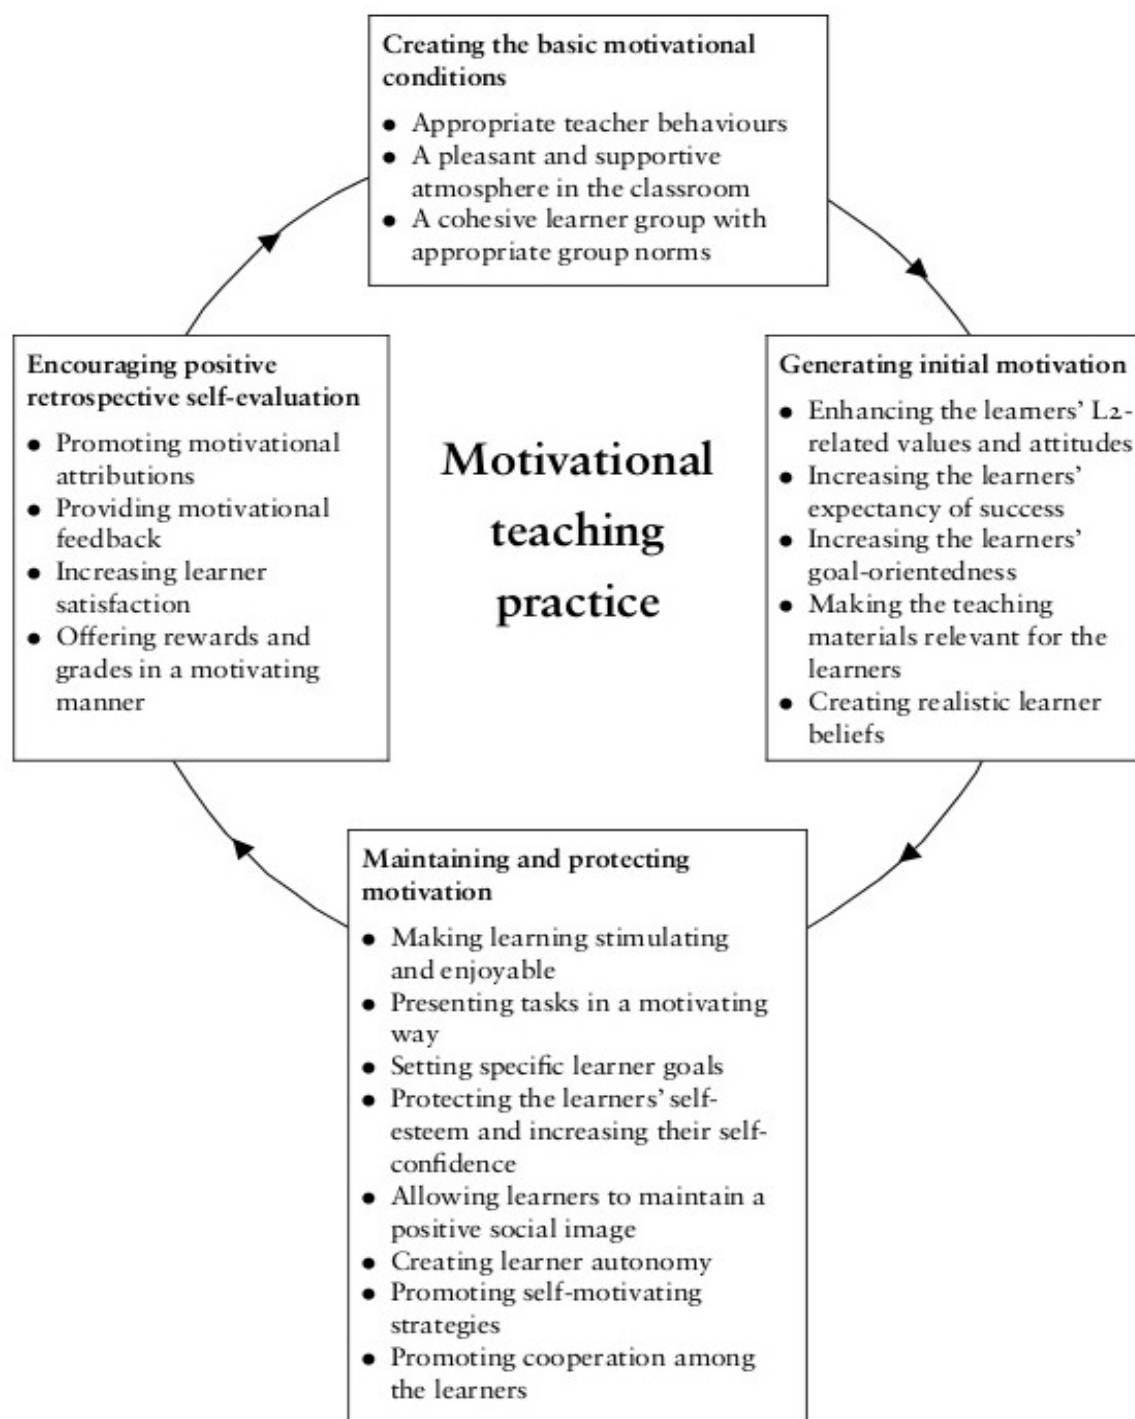 Creating the basic motivational
conditions
● Appropriate teacher behaviours
● A pleasant and supportive
atmosphere in the classroom
● A cohesive learner group with
appropriate group norms
Encouraging positive
retrospective self-evaluation
● Promoting motivational
attributions
● Providing motivational
feedback
● Increasing learner
satisfaction
● Offering rewards and
grades in a motivating
manner
Motivational
teaching
practice
Generating initial motivation
● Enhancing the learners’ L2-
related values and attitudes
● Increasing the learners’
expectancy of success
● Increasing the learners’
goal-orientedness
● Making the teaching
materials relevant for the
learners
● Creating realistic learner
beliefs
Maintaining and protecting
motivation
● Making learning stimulating
and enjoyable
● Presenting tasks in a motivating
way
● Setting specific learner goals
● Protecting the learners’ self-
esteem and increasing their self-
confidence
● Allowing learners to maintain a
positive social image
● Creating learner autonomy
● Promoting self-motivating
strategies
● Promoting cooperation among
the learners